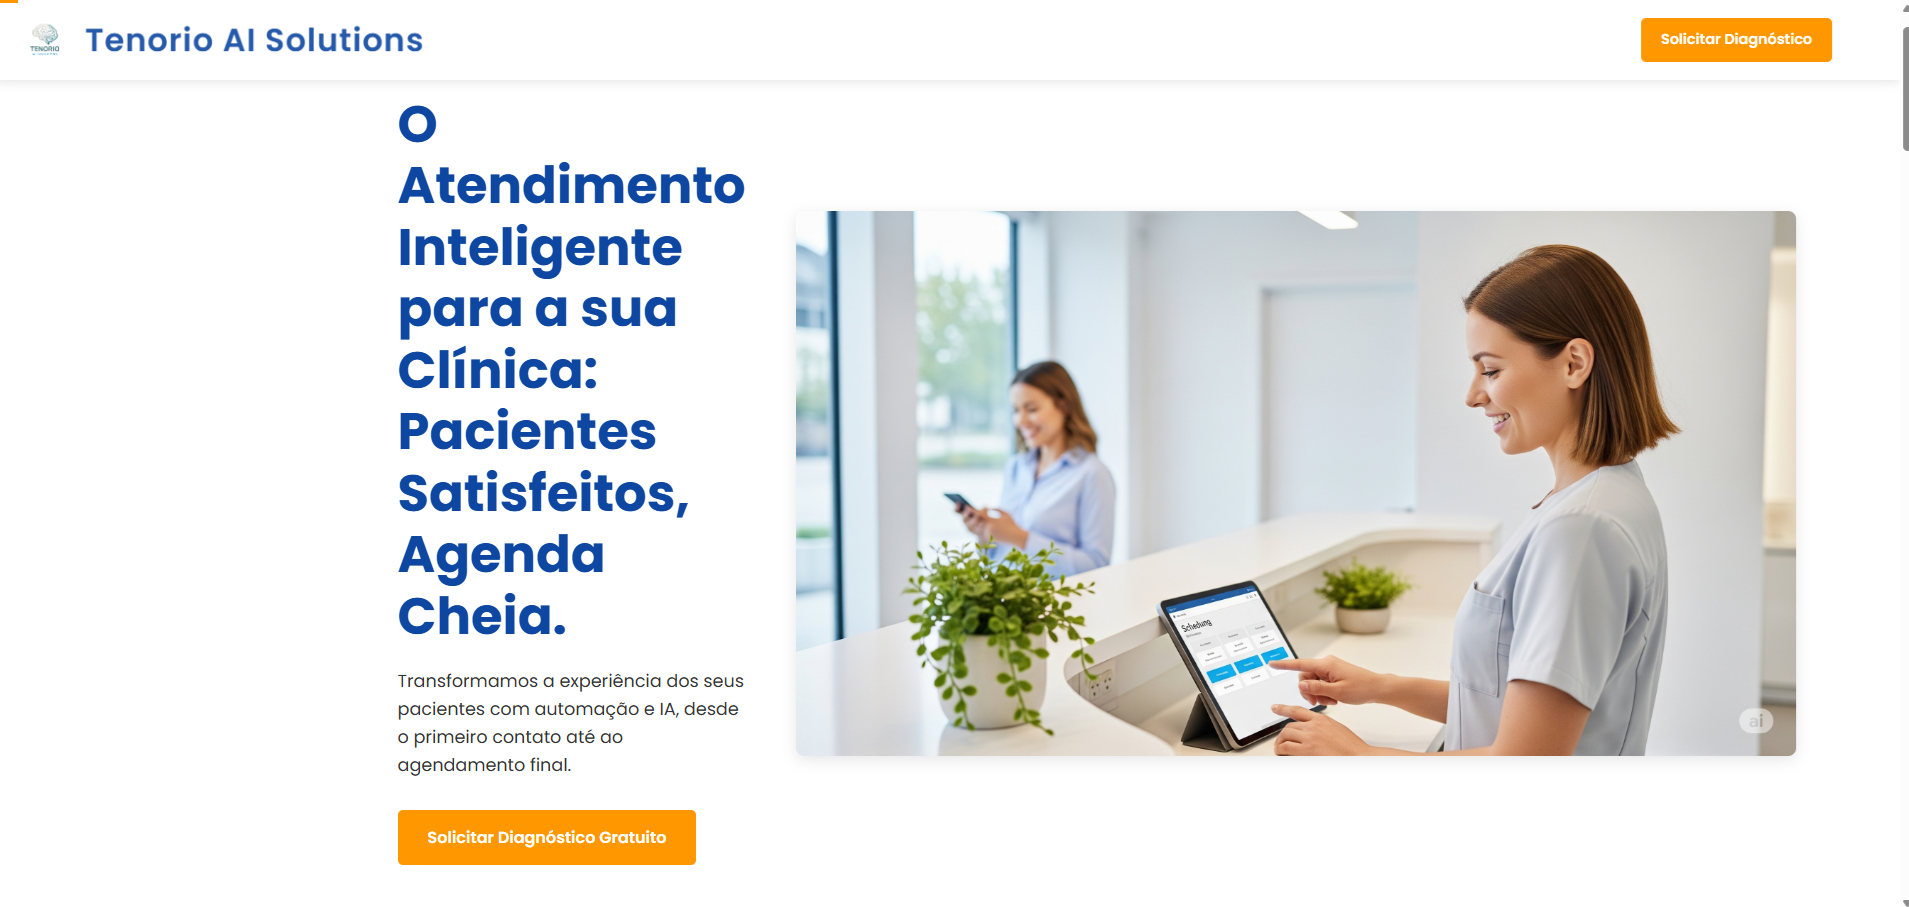 TENORIO
Tenorio AI Solutions
Solicitar Diagnóstico
O
Atendimento
Inteligente
para a sua
Clínica:
Pacientes
Satisfeitos,
Agenda
Cheia.
Transformamos a experiência dos seus
pacientes com automação e IA, desde
o primeiro contato até ao
agendamento final.
Solicitar Diagnóstico Gratuito
Schedung
ai